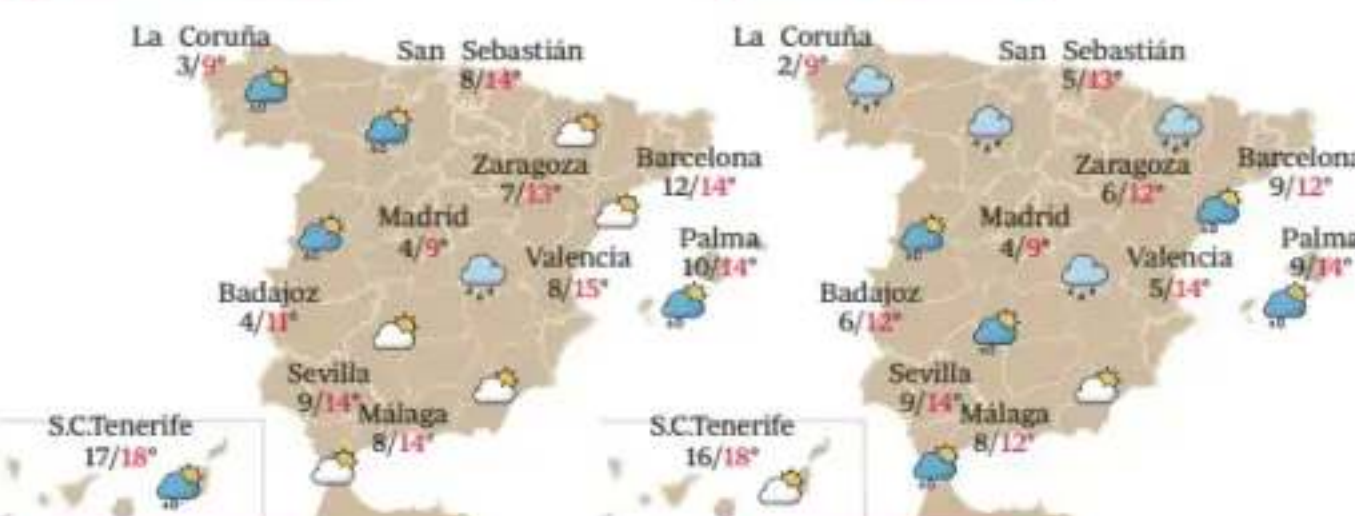 La Coruña
3/9°
San Sebastián
8/14°
Zaragoza
7/13°
Barcelona
12/14°
Madrid
4/9°
Valencia
8/15°
Palma
10/14°
Badajoz
4/11°
Sevilla
9/14°
Málaga
8/14°
S.C.Tenerife
17/18°
La Coruña
2/9°
San Sebastián
5/13°
Zaragoza
6/12°
Barcelona
9/12°
Madrid
4/9°
Valencia
5/14°
Palma
9/14°
Badajoz
6/12°
Sevilla
9/14°
Málaga
8/12°
S.C.Tenerife
16/18°